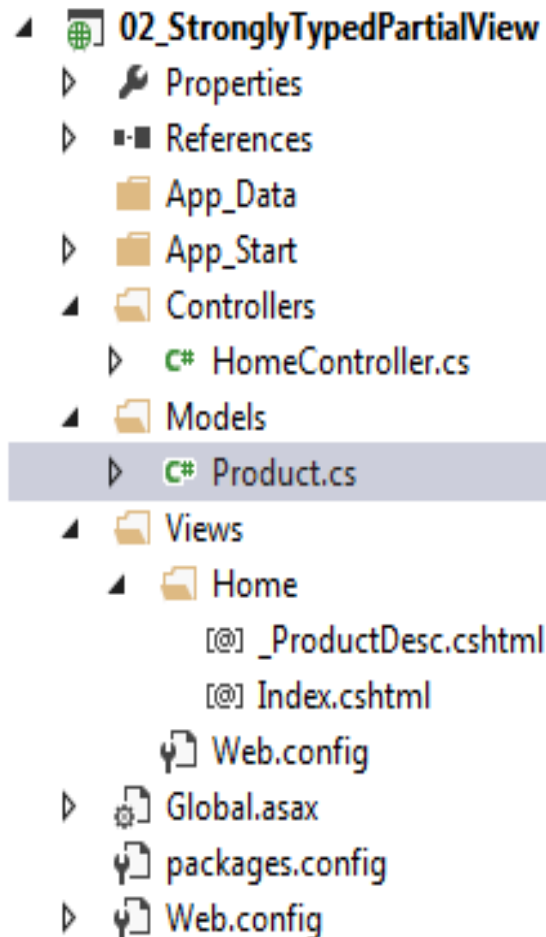 02_StronglyTypedPartialView
Properties
References
App_Data
App_Start
Controllers
C# HomeController.cs
Models
C# Product.cs
Views
Home
[@] _ProductDesc.cshtml
[@] Index.cshtml
Web.config
Global.asax
packages.config
Web.config